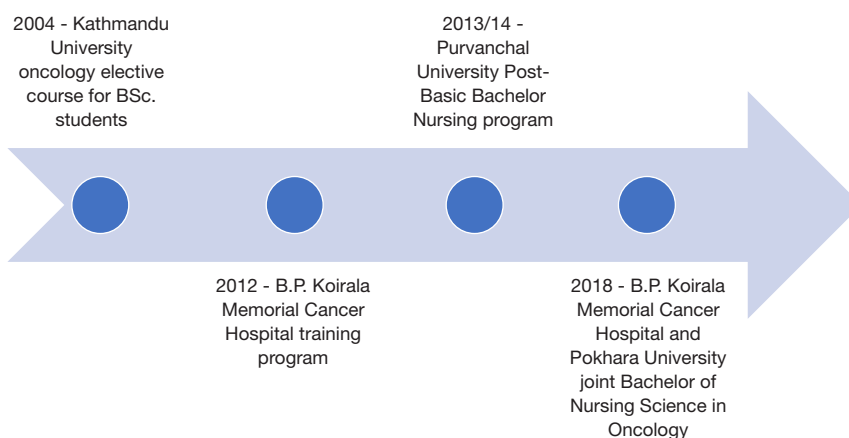 2004 - Kathmandu
University
oncology elective
course for BSc.
students
2012 - B.P. Koirala
Memorial Cancer
Hospital training
program
2013/14 -
Purvanchal
University Post-
Basic Bachelor
Nursing program
2018 - B.P. Koirala
Memorial Cancer
Hospital and
Pokhara University
joint Bachelor of
Nursing Science in
Oncology